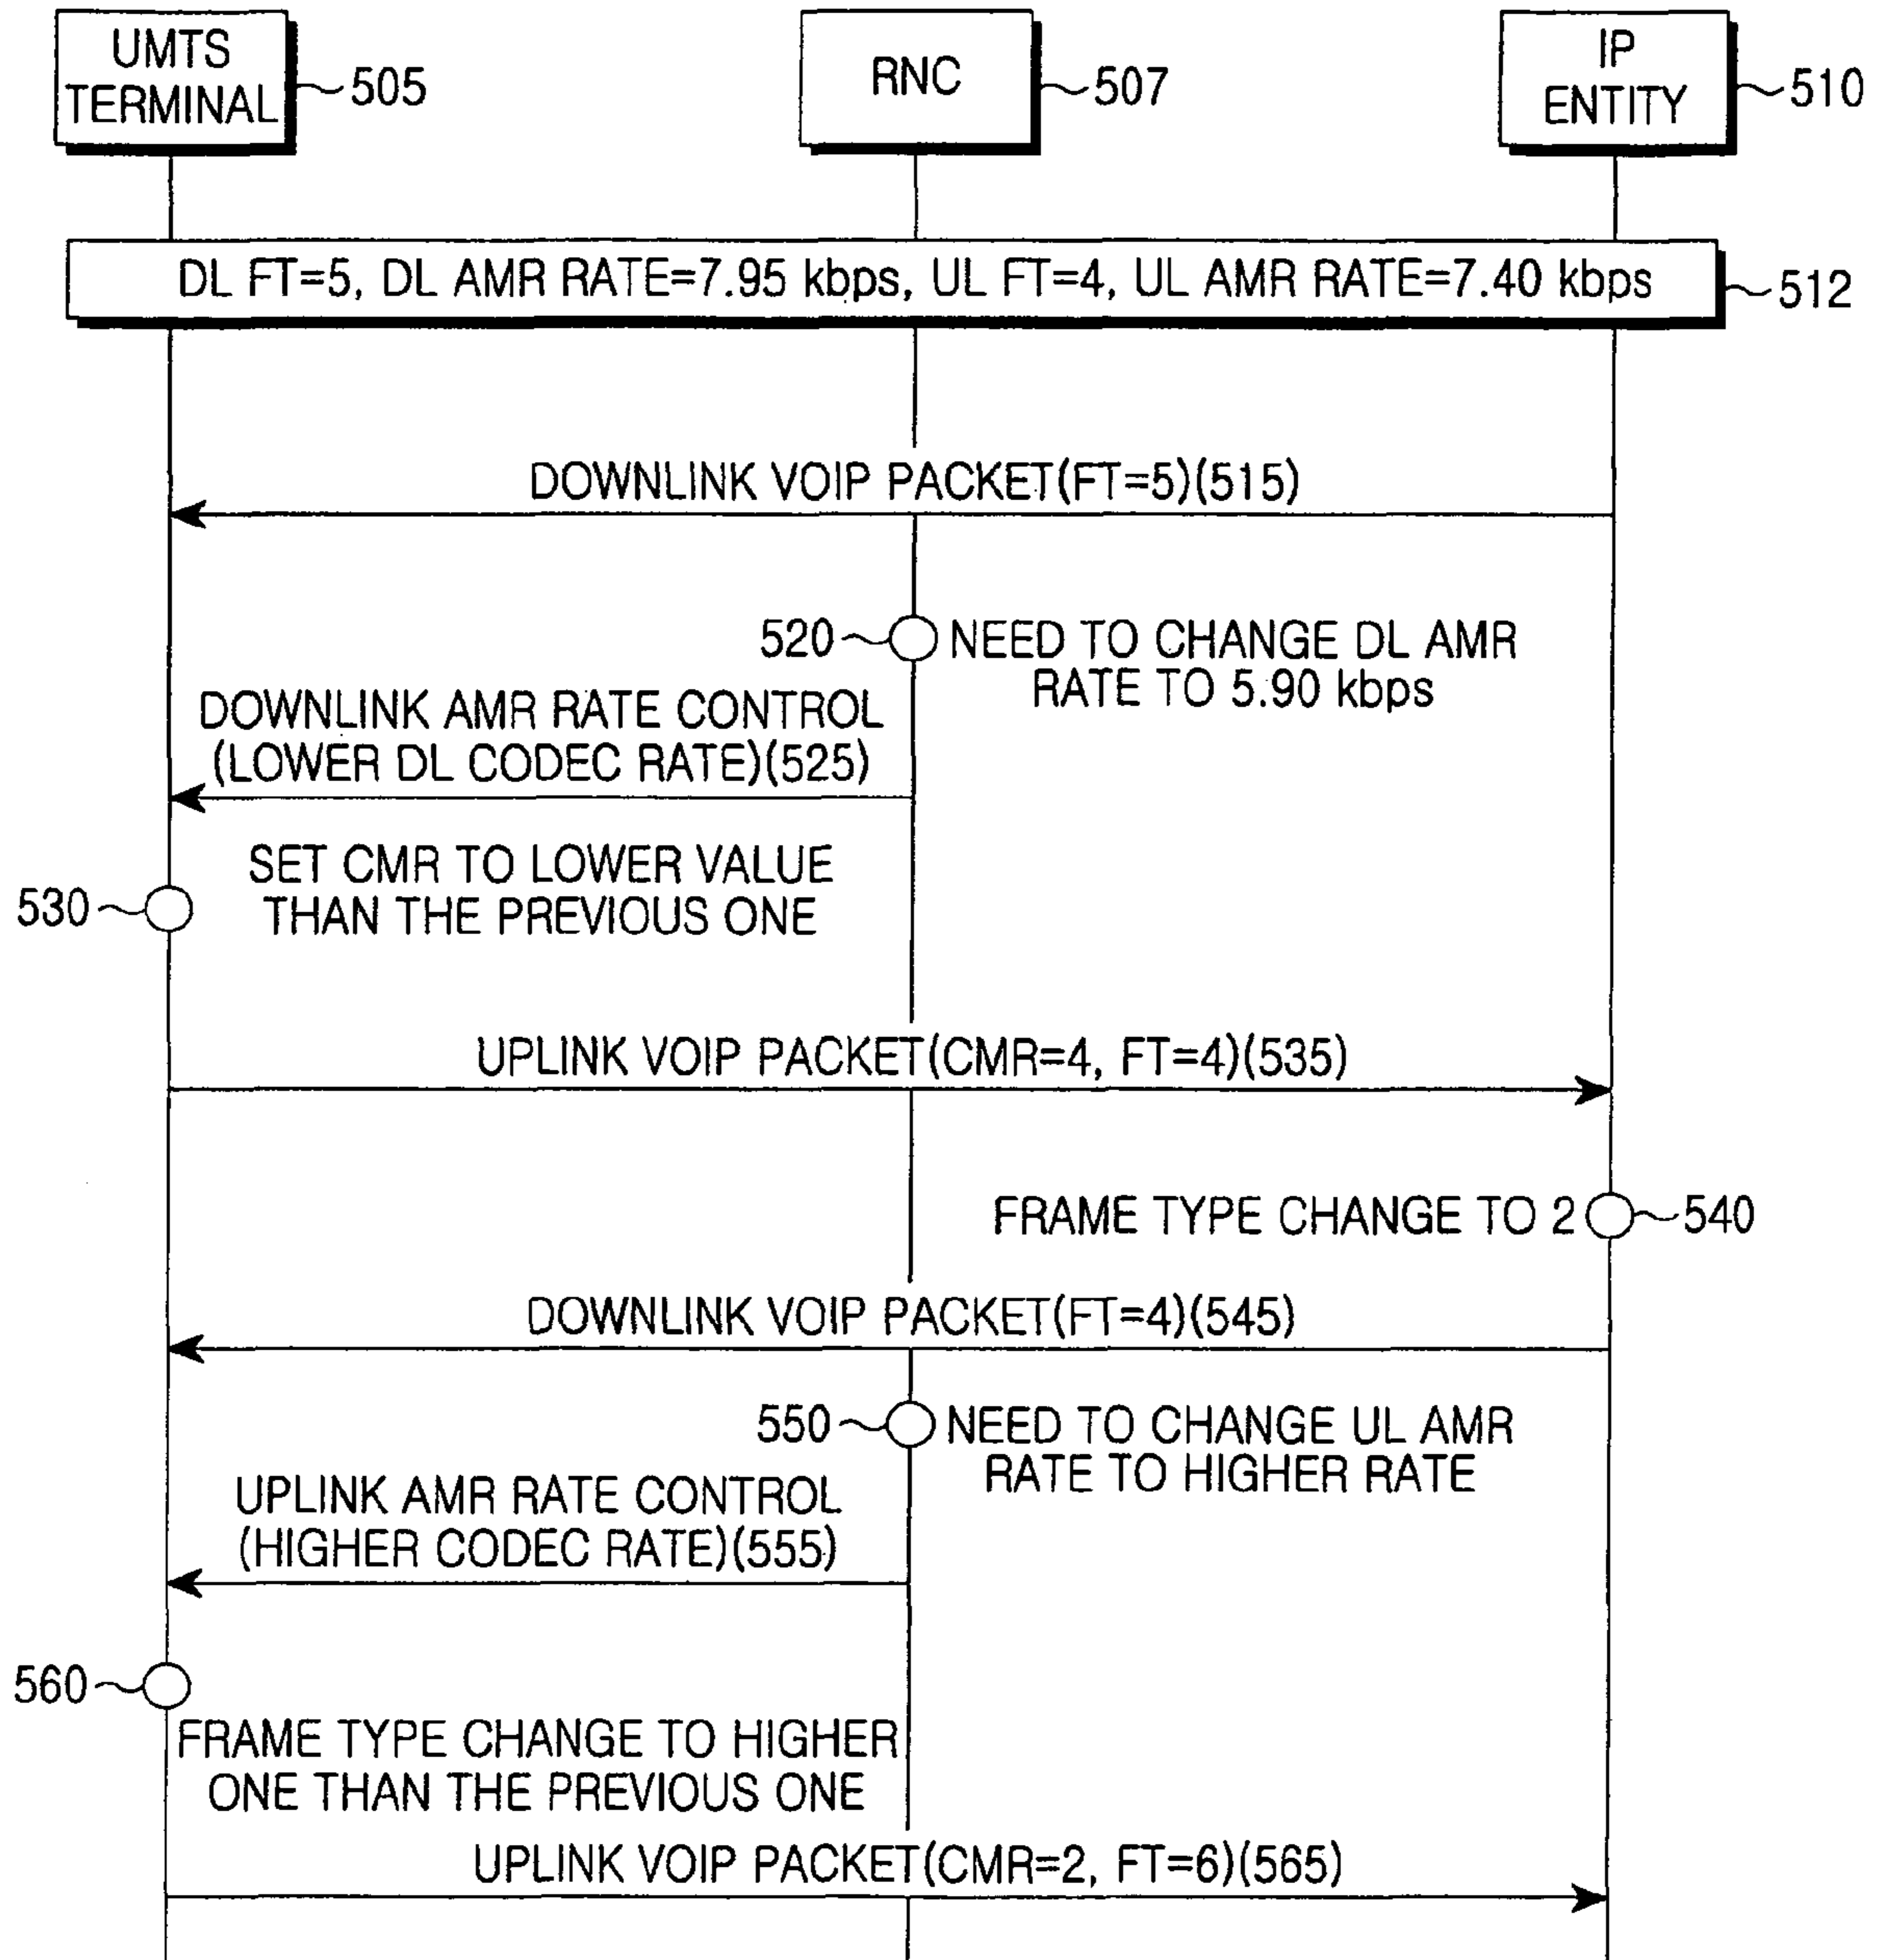 UMTS
TERMINAL
505
RNC
507
IP
ENTITY
510
DL FT=5, DL AMR RATE=7.95 kbps, UL FT=4, UL AMR RATE=7.40 kbps
512
DOWNLINK VOIP PACKET(FT=5)(515)
520
NEED TO CHANGE DL AMR
RATE TO 5.90 kbps
DOWNLINK AMR RATE CONTROL
(LOWER DL CODEC RATE)(525)
530
SET CMR TO LOWER VALUE
THAN THE PREVIOUS ONE
UPLINK VOIP PACKET(CMR=4, FT=4)(535)
FRAME TYPE CHANGE TO 2
540
DOWNLINK VOIP PACKET(FT=4)(545)
550
NEED TO CHANGE UL AMR
RATE TO HIGHER RATE
UPLINK AMR RATE CONTROL
(HIGHER CODEC RATE)(555)
560
FRAME TYPE CHANGE TO HIGHER
ONE THAN THE PREVIOUS ONE
UPLINK VOIP PACKET(CMR=2, FT=6)(565)